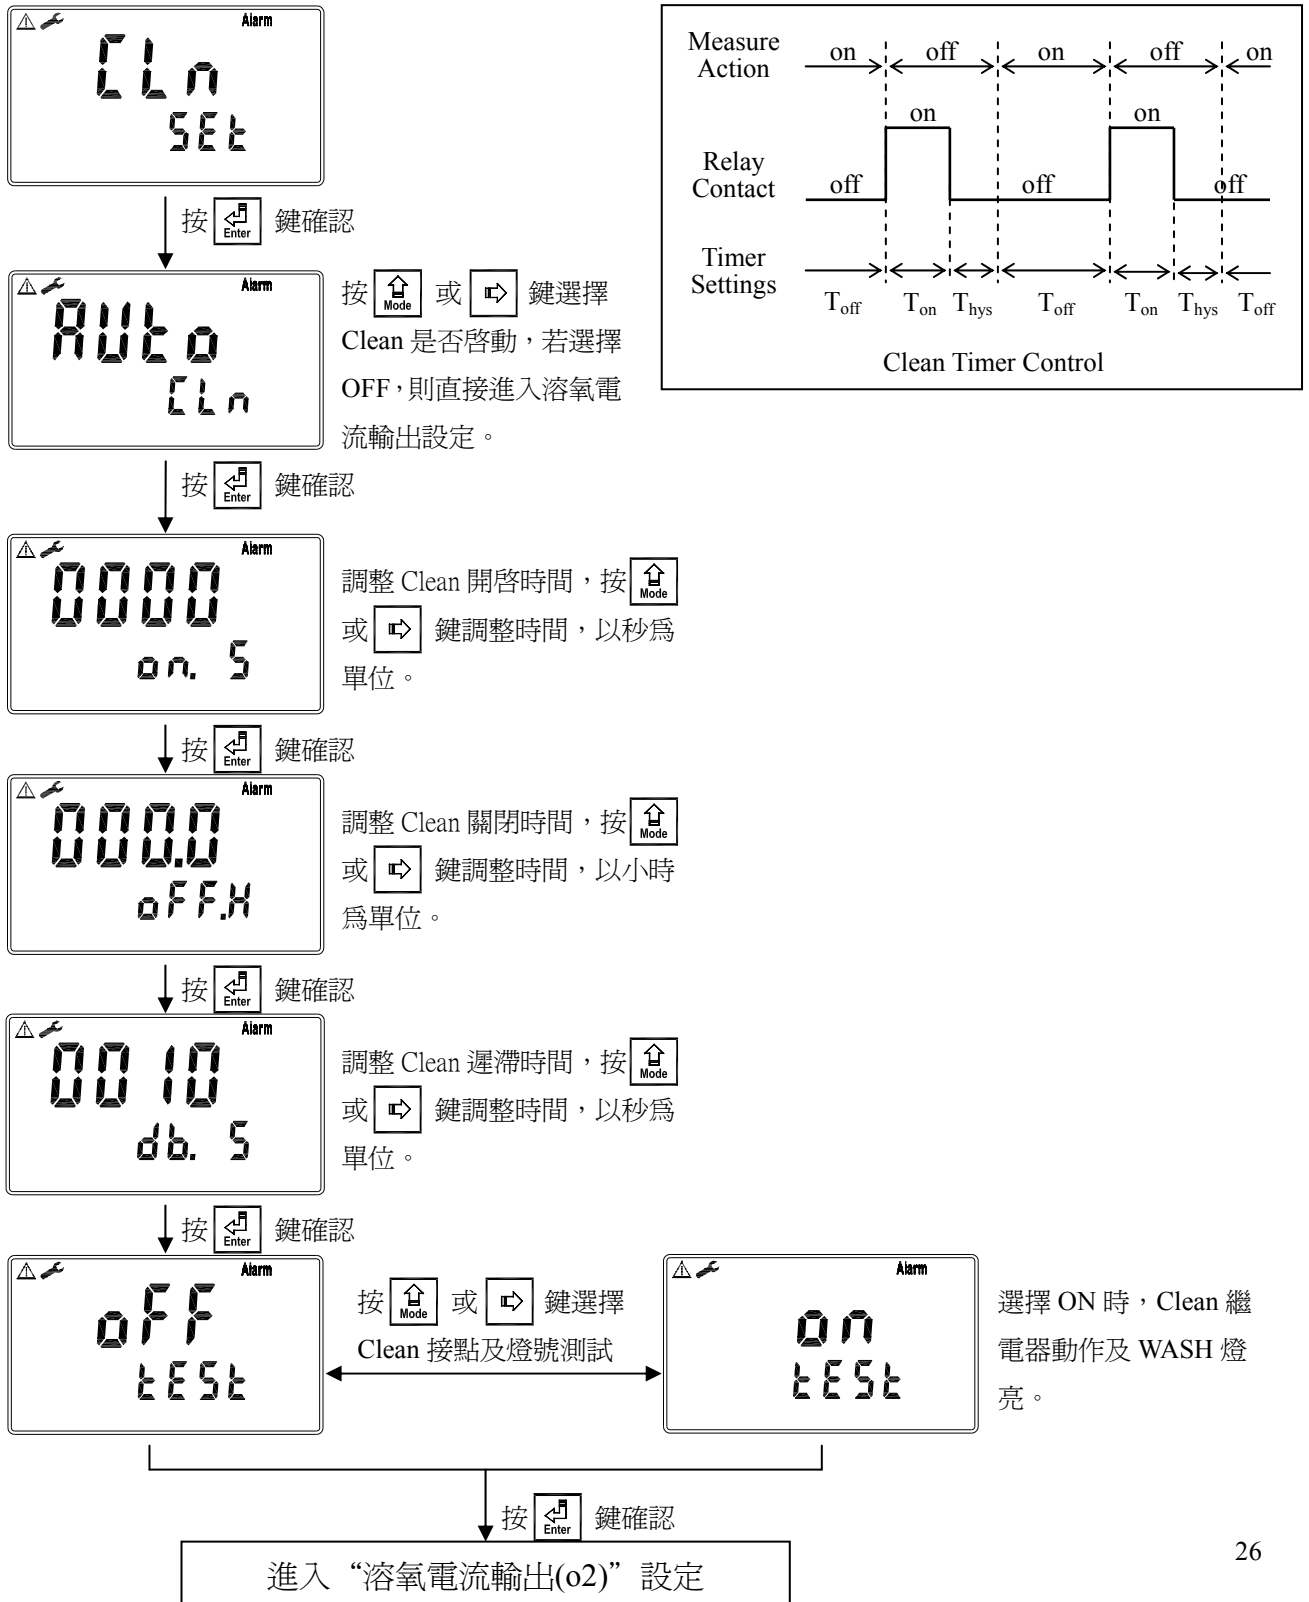 Alarm
CLn
SEt
按 Enter 鍵確認
Alarm
AUto
CLn
按 Mode 或 鍵選擇
Clean 是否啓動，若選擇
OFF，則直接進入溶氧電
流輸出設定。
按 Enter 鍵確認
Alarm
0000
on. S
調整 Clean 開啓時間，按 Mode
或 鍵調整時間，以秒爲
單位。
按 Enter 鍵確認
Alarm
000.0
oFF.H
調整 Clean 關閉時間，按 Mode
或 鍵調整時間，以小時
爲單位。
按 Enter 鍵確認
Alarm
0010
db. S
調整 Clean 遲滯時間，按 Mode
或 鍵調整時間，以秒爲
單位。
按 Enter 鍵確認
Alarm
oFF
tESt
按 Mode 或 鍵選擇
Clean 接點及燈號測試
Alarm
on
tESt
選擇 ON 時，Clean 繼
電器動作及 WASH 燈
亮。
按 Enter 鍵確認
進入“溶氧電流輸出(o2)”設定
Measure
Action
on off on off on
on on
Relay
Contact
off off off
Timer
Settings
Toff Ton Thys Toff Ton Thys Toff
Clean Timer Control
26